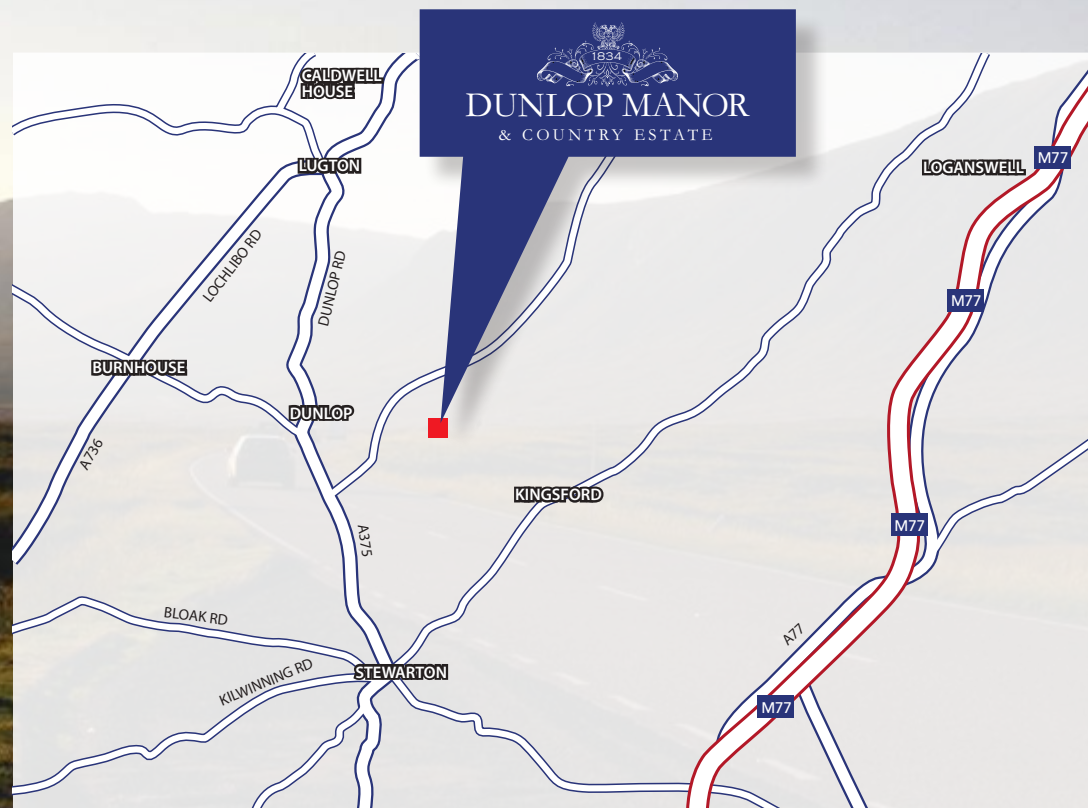 1834
DUNLOP MANOR
& COUNTRY ESTATE
CALDWELL
HOUSE
LUGTON
LOGANSWELL
M77
LOCHLIBO RD
DUNLOP RD
M77
BURNHOUSE
DUNLOP
A736
KINGSFORD
A375
M77
BLOAK RD
A77
KILWINNING RD
STEWARTON
M77